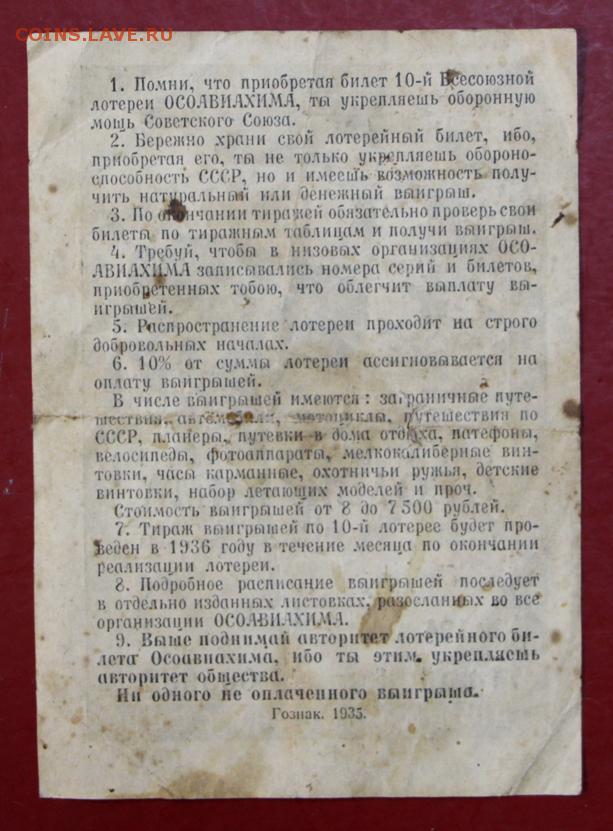 COINS.LAVE.RU
1. Помни, что приобретая билет 10-й Всесоюзной
лотереи ОСОАВИАХИМА, ты укрепляешь оборонную
мощь Советского Союза.
2. Бережно храни свой лотерейный билет, ибо,
приобретая его, ты не только укрепляешь обороно-
способность СССР, но и имеешь возможность полу-
чить натуральный или денежный выигрыш.
3. По окончании тиражей обязательно проверь свои
билеты по тиражным таблицам и получи выигрыш.
4. Требуй, чтобы в низовых организациях ОСО-
АВИАХИМА записывались номера серий и билетов,
приобретенных тобою, что облегчит выплату вы-
игрышей.
5. Распространение лотереи проходит на строго
добровольных началах.
6. 10% от суммы лотереи ассигновывается на
оплату выигрышей.
В числе выигрышей имеются: заграничные путе-
шествия, автомобили, мотоциклы, путешествия по
СССР, планеры, путевки в дома отдыха, патефоны,
велосипеды, фотоаппараты, мелкокалиберные вин-
товки, часы карманные, охотничьи ружья, детские
винтовки, набор летающих моделей и проч.
Стоимость выигрышей от 8 до 7500 рублей.
7. Тираж выигрышей по 10-й лотерее будет про-
веден в 1936 году в течение месяца по окончании
реализации лотереи.
8. Подробное расписание выигрышей последует
в отдельно изданных листовках, разосланных во все
организации ОСОАВИАХИМА.
9. Выше поднимай авторитет лотерейного би-
лета Осоавиахима, ибо ты этим укрепляешь
авторитет общества.
Ни одного не оплаченного выигрыша.
Гознак. 1935.